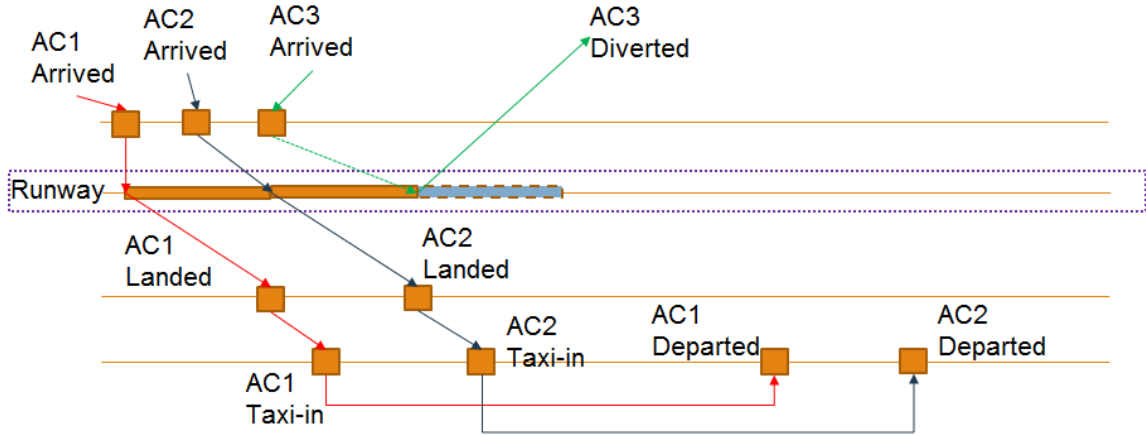 AC1
Arrived
AC2
Arrived
AC3
Arrived
AC3
Diverted
Runway
AC1
Landed
AC2
Landed
AC1
Taxi-in
AC2
Taxi-in
AC1
Departed
AC2
Departed